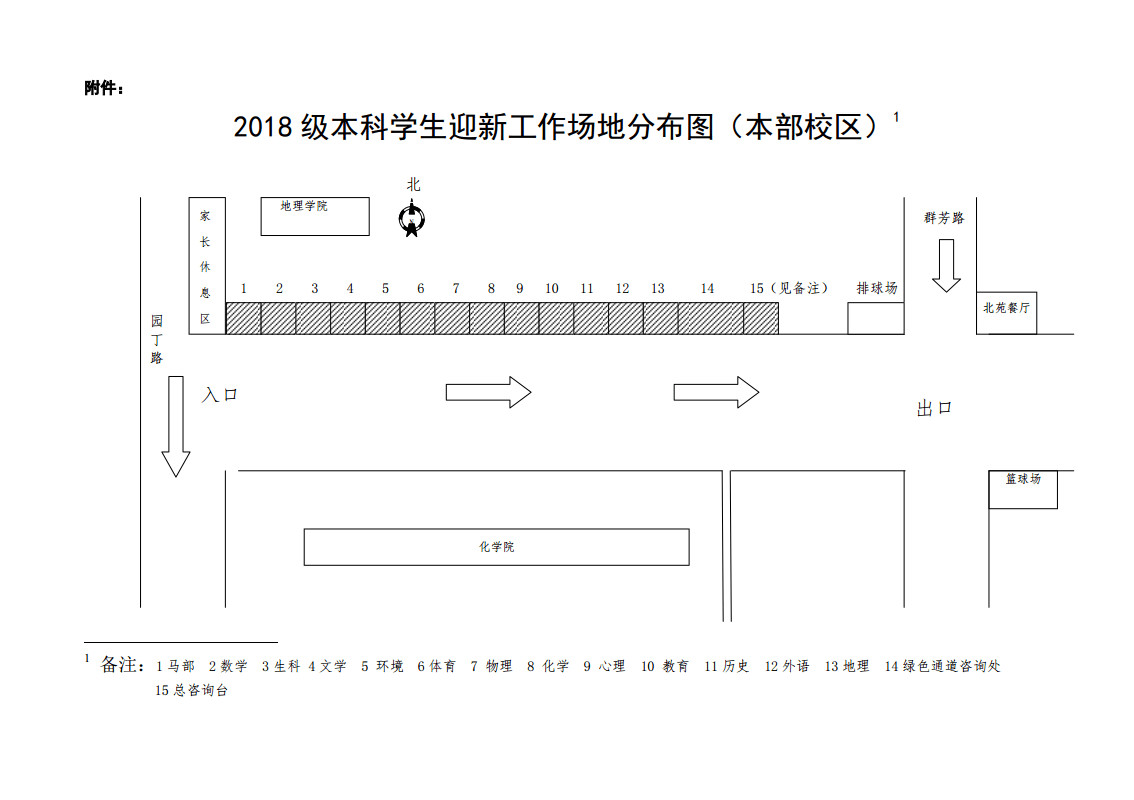 附件：
2018 级本科学生迎新工作场地分布图（本部校区）1
北
家长休息区
地理学院
群芳路
1 2 3 4 5 6 7 8 9 10 11 12 13 14 15（见备注） 排球场
北苑餐厅
园丁路
入口
出口
篮球场
化学院
1 备注：1 马部 2 数学 3 生科 4 文学 5 环境 6 体育 7 物理 8 化学 9 心理 10 教育 11 历史 12 外语 13 地理 14 绿色通道咨询处
15 总咨询台